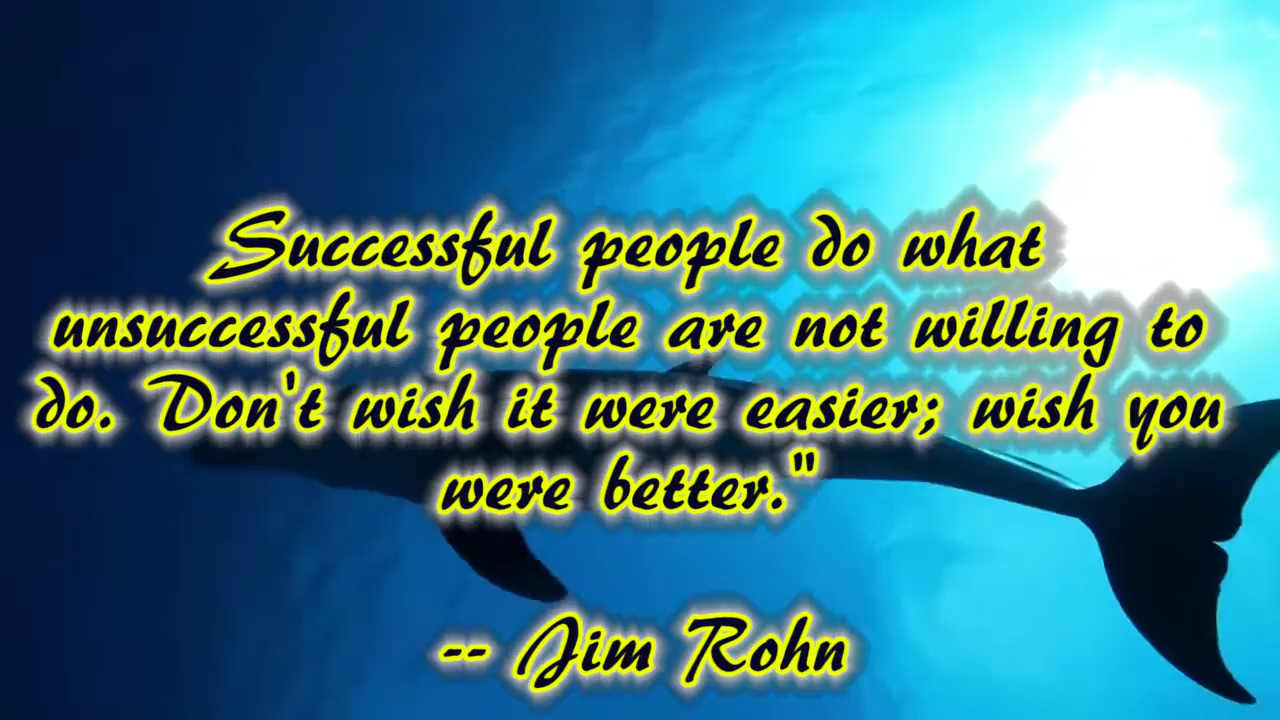 Successful people do what
unsuccessful people are not willing to
do. Don't wish it were easier; wish you
were better."
-- Jim Rohn